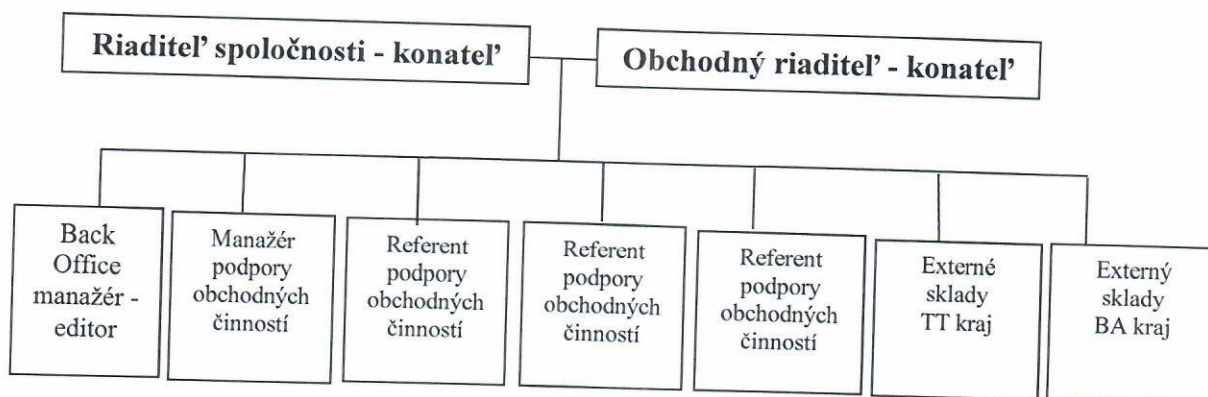 Riaditeľ spoločnosti - konateľ
Obchodný riaditeľ - konateľ
Back
Office
manažér -
editor
Manažér
podpory
obchodných
činností
Referent
podpory
obchodných
činností
Referent
podpory
obchodných
činností
Referent
podpory
obchodných
činností
Externé
sklady
TT kraj
Externý
sklady
BA kraj